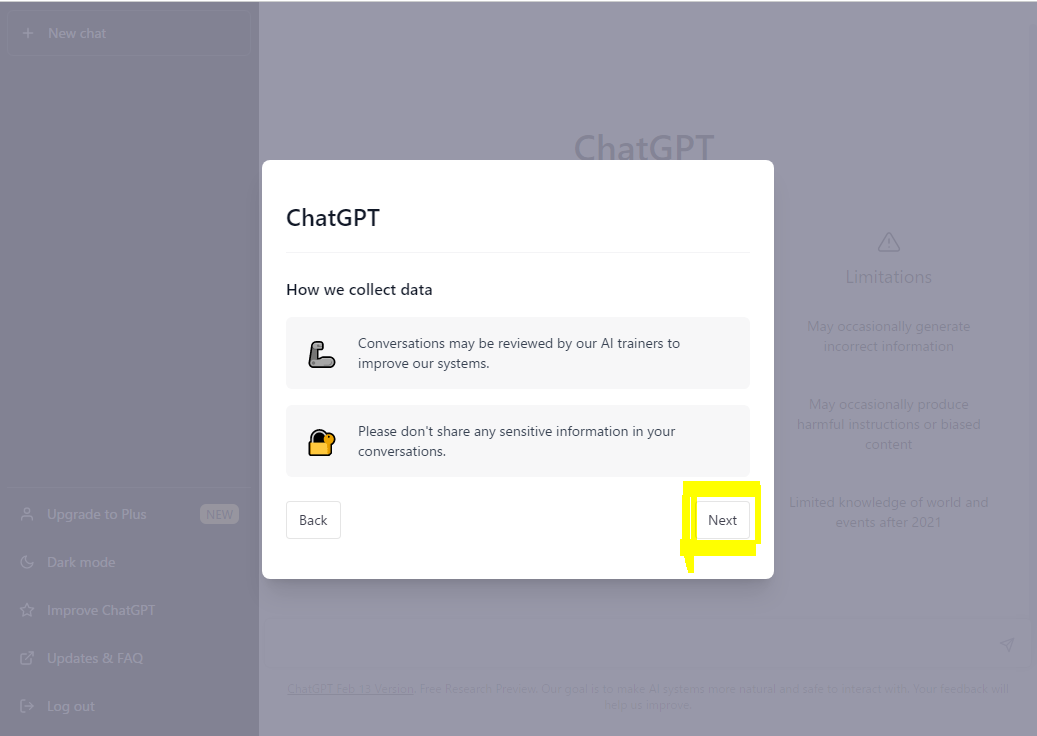 New chat
ChatGPT
ChatGPT
How we collect data
Conversations may be reviewed by our AI trainers to
improve our systems.
Please don't share any sensitive information in your
conversations.
Back
Next
Limitations
May occasionally generate
incorrect information
May occasionally produce
harmful instructions or biased
content
Limited knowledge of world and
events after 2021
Upgrade to Plus
NEW
Dark mode
Improve ChatGPT
Updates & FAQ
Log out
ChatGPT Feb 13 Version. Free Research Preview. Our goal is to make AI systems more natural and safe to interact with. Your feedback will
help us improve.